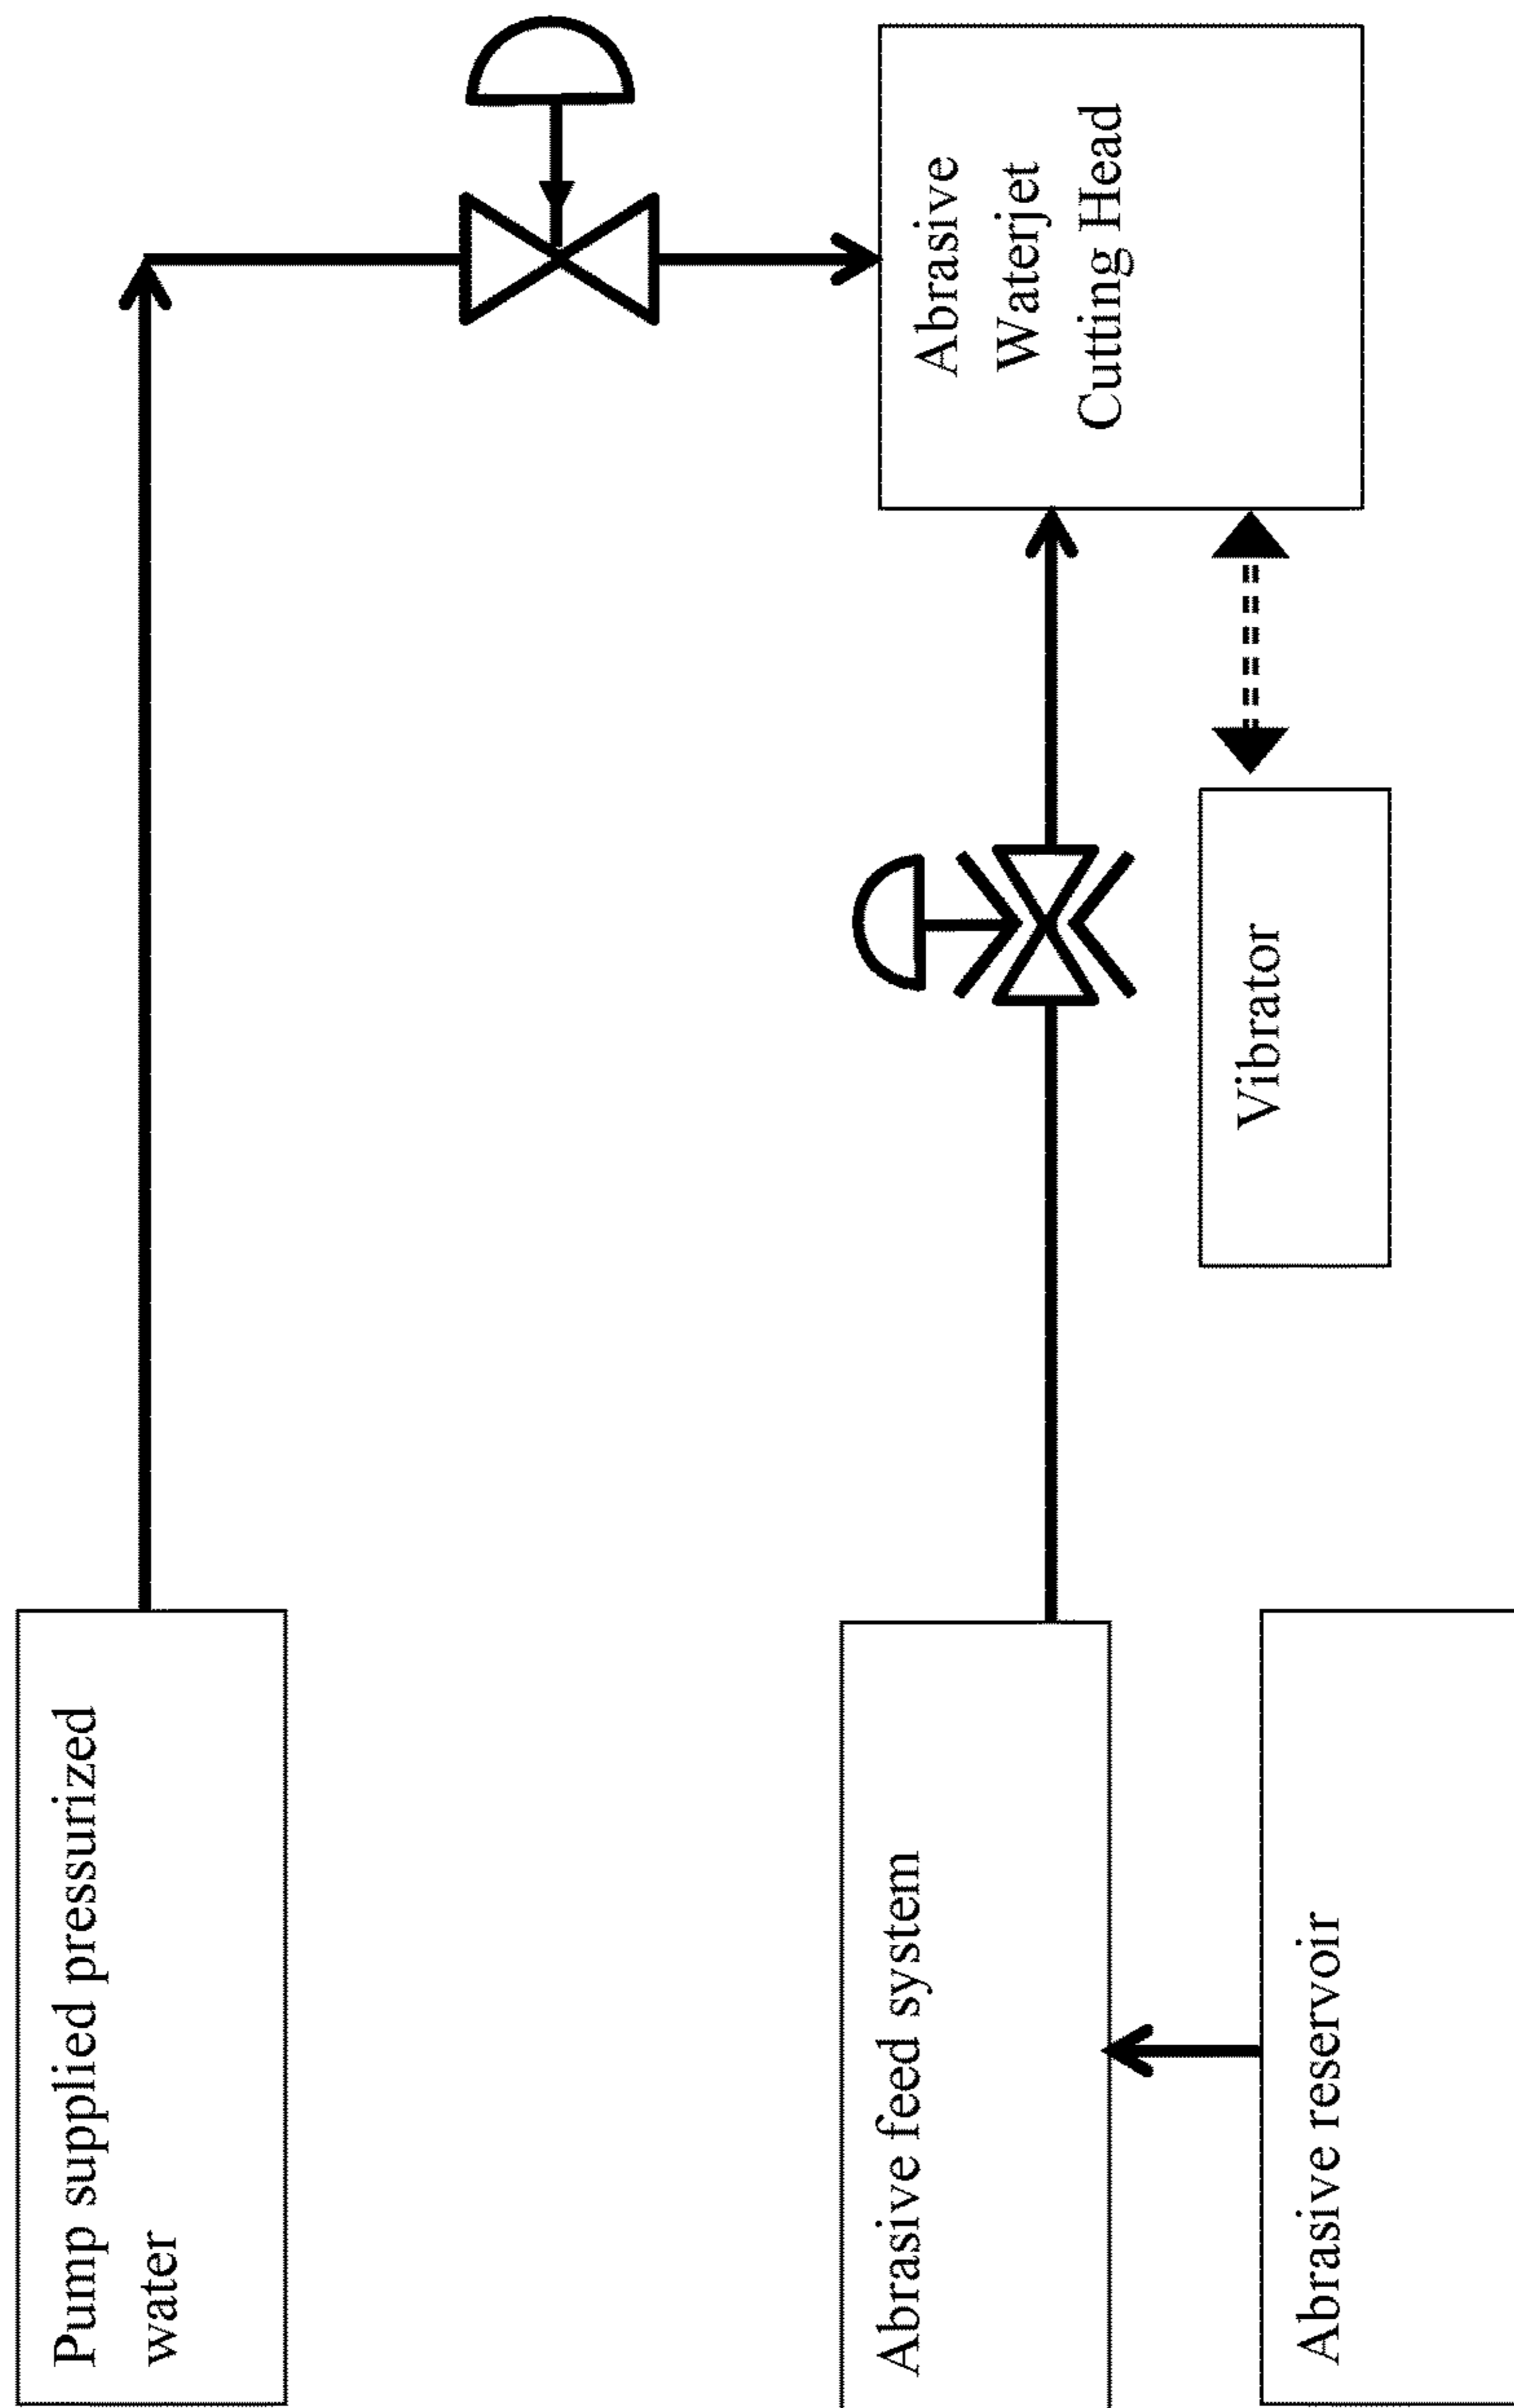 Pump supplied pressurized
water
Abrasive
Waterjet
Cutting Head
Abrasive feed system
Vibrator
Abrasive reservoir